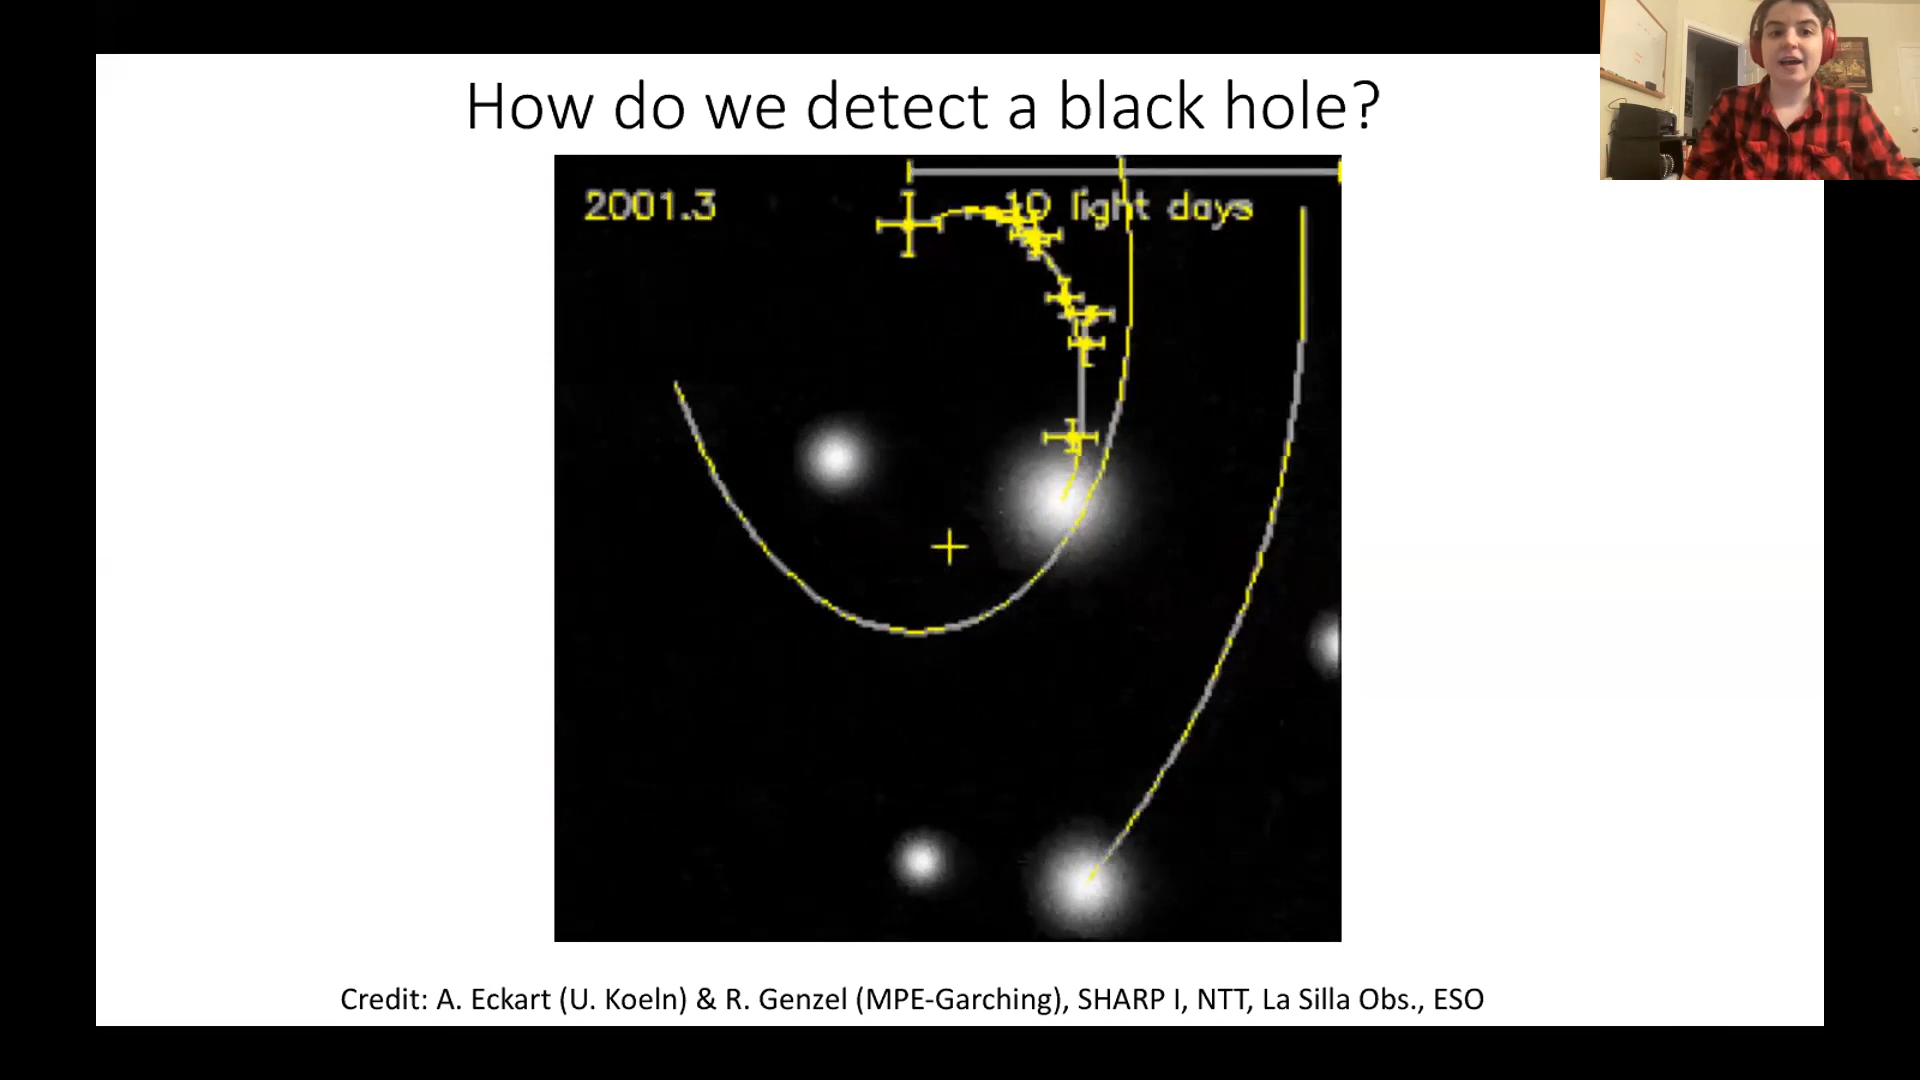 How do we detect a black hole?
2001.3
10 light days
Credit: A. Eckart (U. Koeln) & R. Genzel (MPE-Garching), SHARP I, NTT, La Silla Obs., ESO